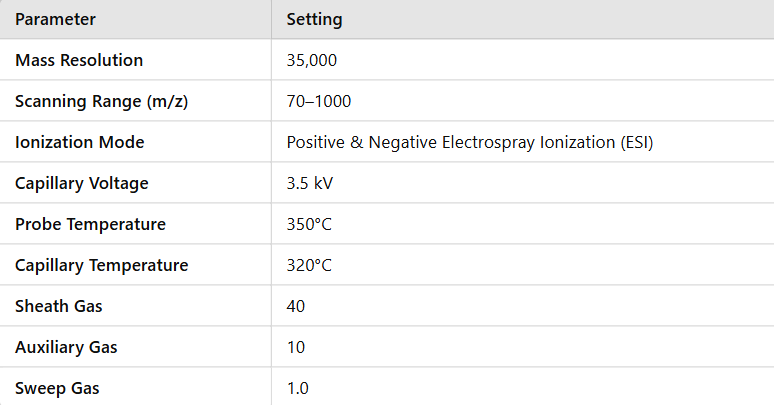 Parameter Setting
Mass Resolution 35,000
Scanning Range (m/z) 70–1000
Ionization Mode Positive & Negative Electrospray Ionization (ESI)
Capillary Voltage 3.5 kV
Probe Temperature 350°C
Capillary Temperature 320°C
Sheath Gas 40
Auxiliary Gas 10
Sweep Gas 1.0